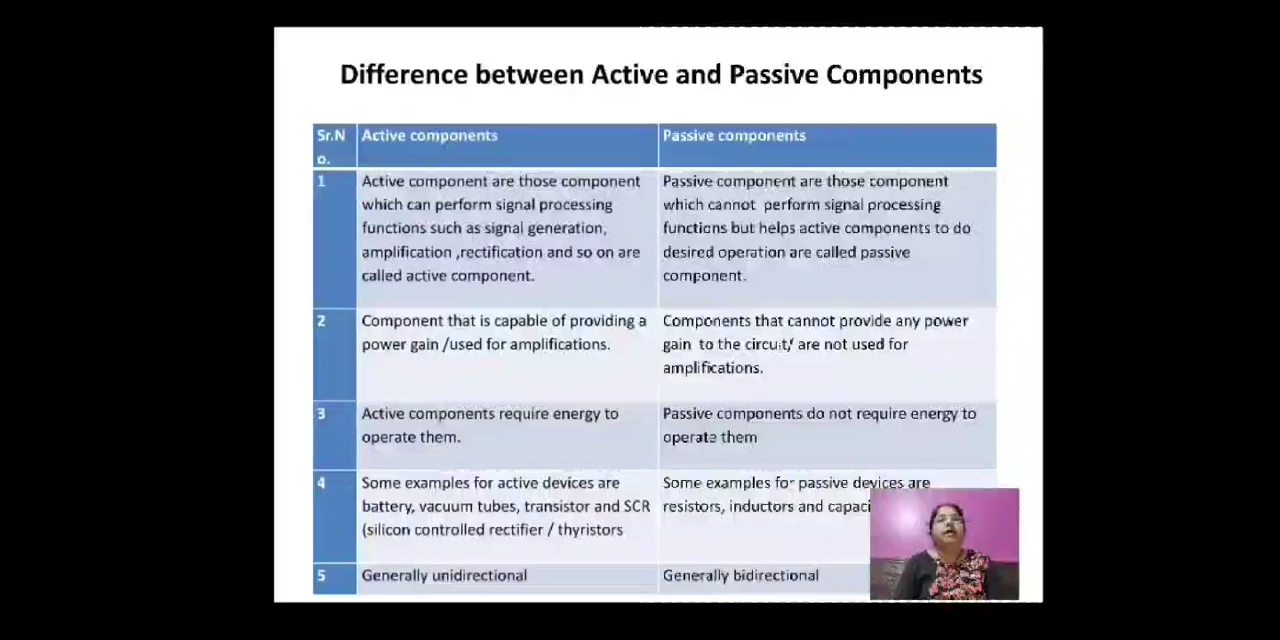 Difference between Active and Passive Components
Sr.N
o.
Active components
Passive components
1
Active component are those component
which can perform signal processing
functions such as signal generation,
amplification ,rectification and so on are
called active component.
Passive component are those component
which cannot perform signal processing
functions but helps active components to do
desired operation are called passive
component.
2
Component that is capable of providing a
power gain /used for amplifications.
Components that cannot provide any power
gain to the circuit/ are not used for
amplifications.
3
Active components require energy to
operate them.
Passive components do not require energy to
operate them
4
Some examples for active devices are
battery, vacuum tubes, transistor and SCR
(silicon controlled rectifier / thyristors
Some examples for passive devices are
resistors, inductors and capaci
5
Generally unidirectional
Generally bidirectional